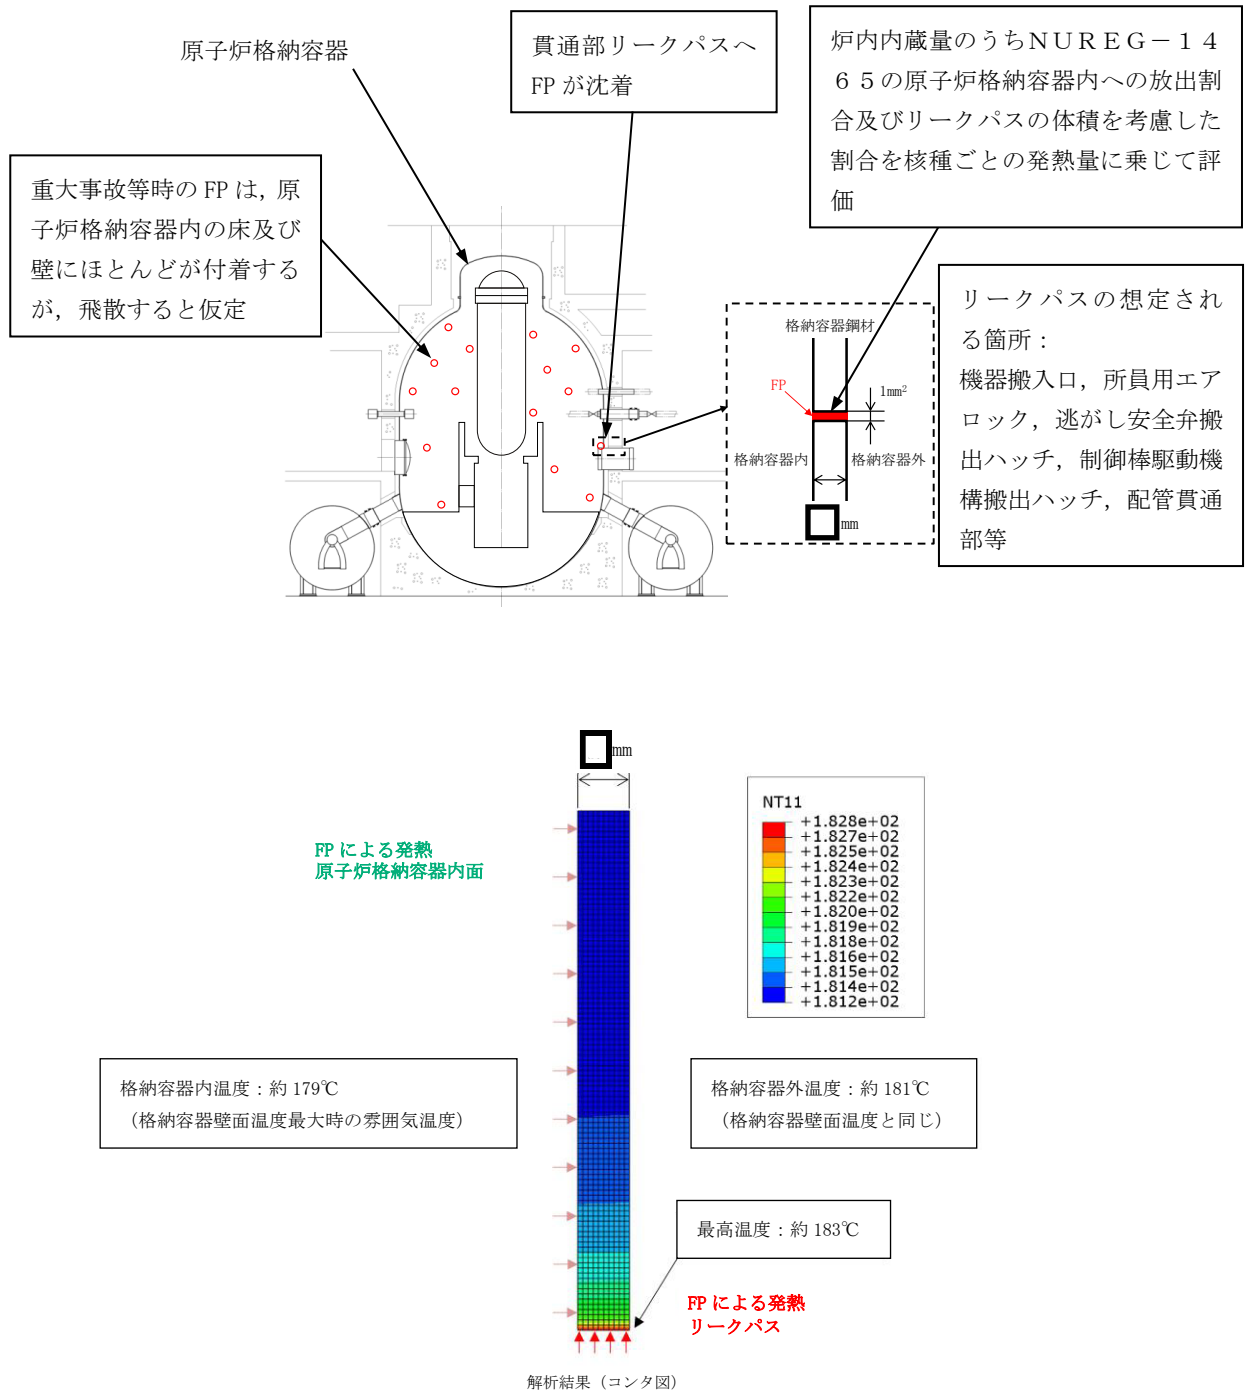 原子炉格納容器
貫通部リークパスへ
FP が沈着
炉内内蔵量のうちＮＵＲＥＧ－１４
６５の原子炉格納容器内への放出割
合及びリークパスの体積を考慮した
割合を核種ごとの発熱量に乗じて評
価
重大事故等時の FP は，原
子炉格納容器内の床及び
壁にほとんどが付着する
が，飛散すると仮定
リークパスの想定され
る箇所：
機器搬入口，所員用エア
ロック，逃がし安全弁搬
出ハッチ，制御棒駆動機
構搬出ハッチ，配管貫通
部等
格納容器鋼材
FP
1mm²
格納容器内
格納容器外
mm
mm
FP による発熱
原子炉格納容器内面
NT11
+1.828e+02
+1.827e+02
+1.825e+02
+1.824e+02
+1.823e+02
+1.822e+02
+1.820e+02
+1.819e+02
+1.818e+02
+1.816e+02
+1.815e+02
+1.814e+02
+1.812e+02
格納容器内温度：約 179℃
（格納容器壁面温度最大時の雰囲気温度）
格納容器外温度：約 181℃
（格納容器壁面温度と同じ）
最高温度：約 183℃
FP による発熱
リークパス
解析結果（コンタ図）